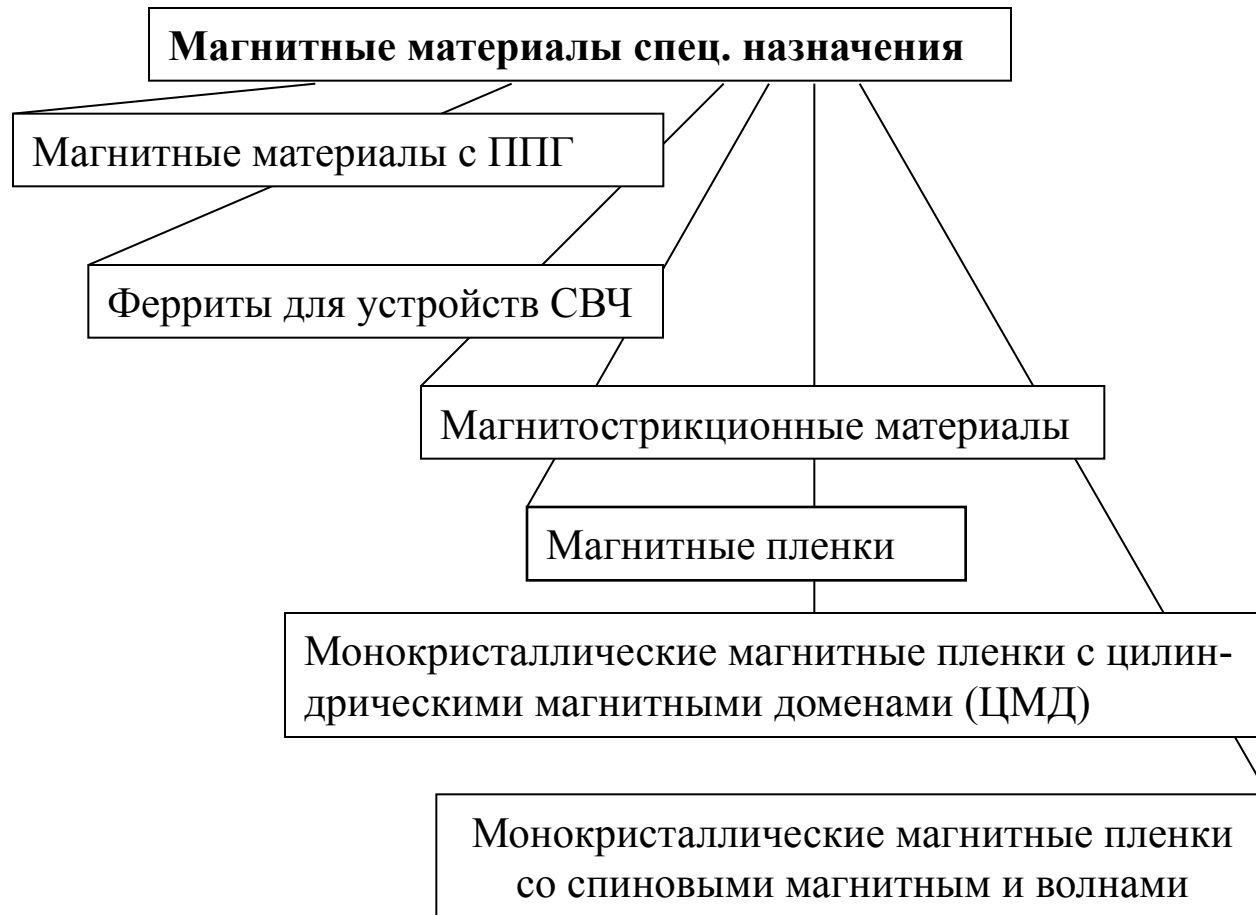 Магнитные материалы спец. назначения
Магнитные материалы с ППГ
Ферриты для устройств СВЧ
Магнитострикционные материалы
Магнитные пленки
Монокристаллические магнитные пленки с цилин-
дрическими магнитными доменами (ЦМД)
Монокристаллические магнитные пленки
со спиновыми магнитным и волнами